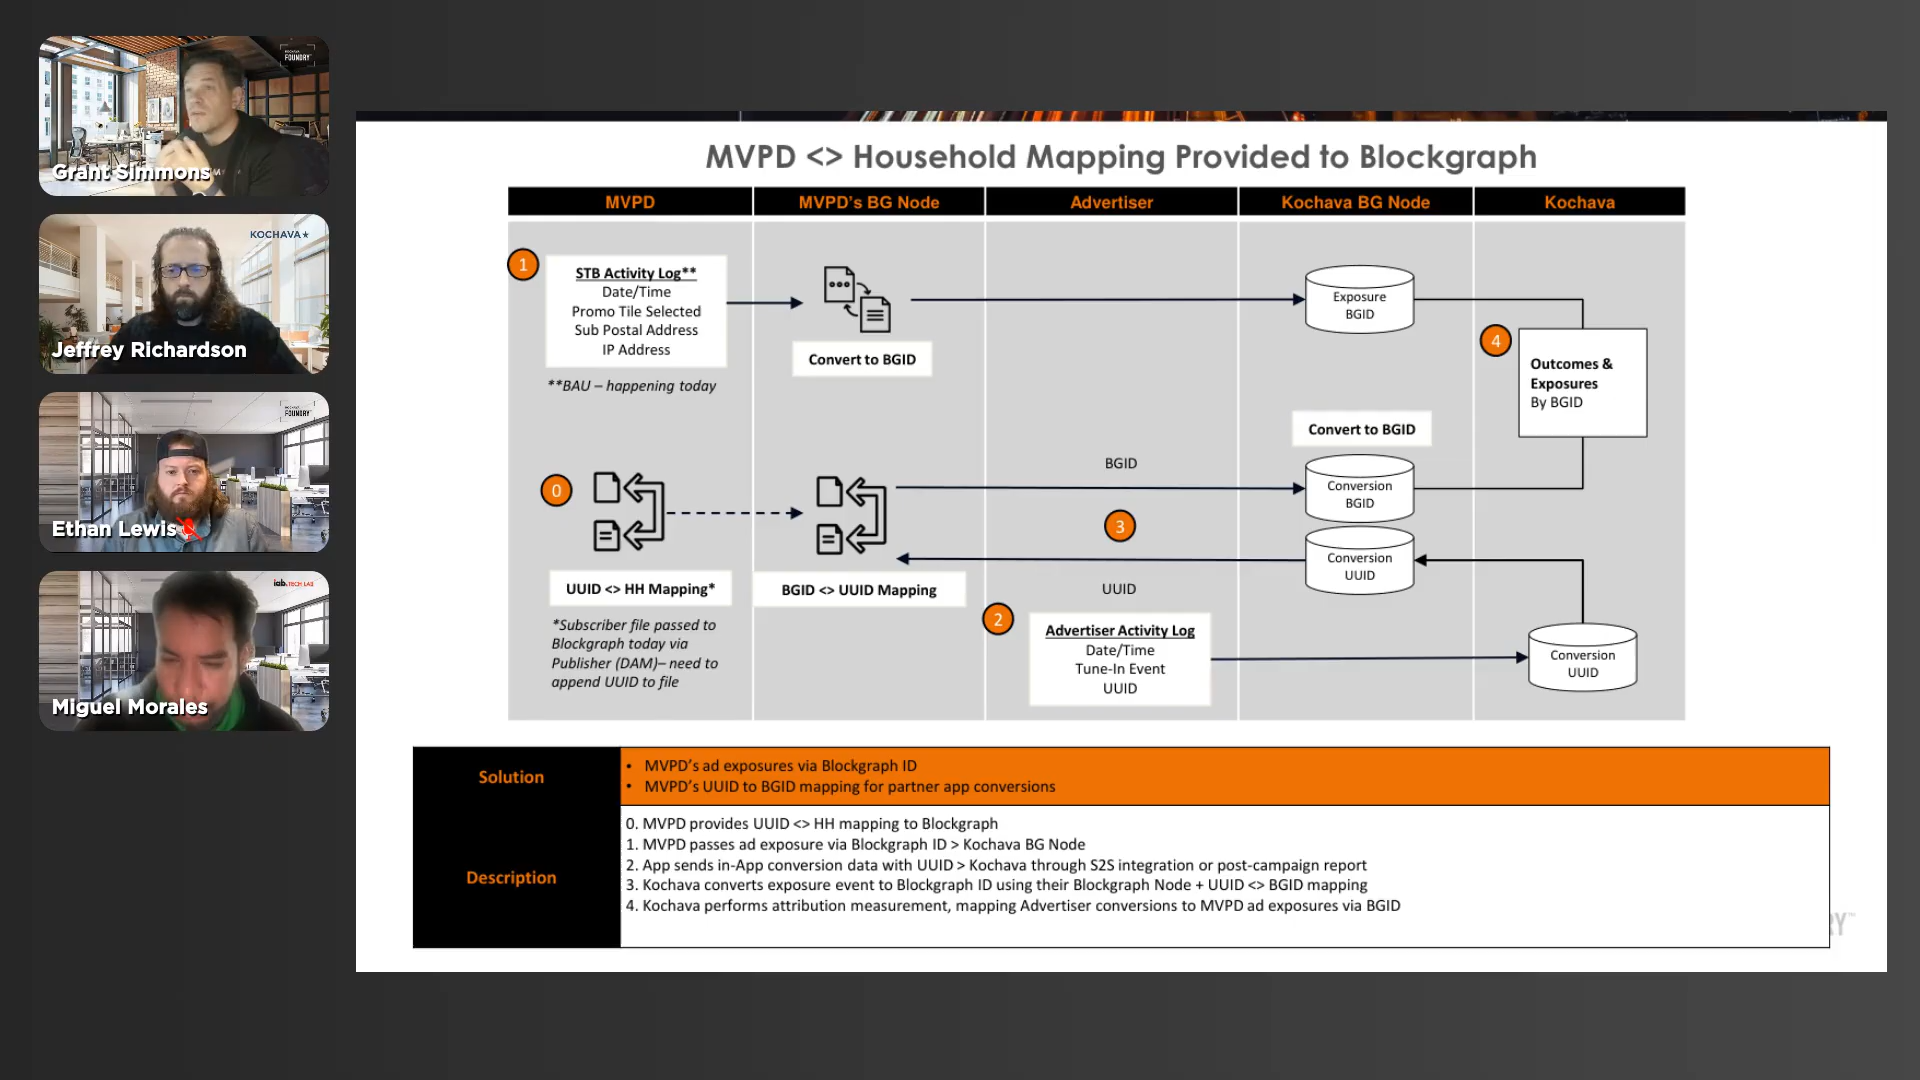 KOCHAVA
FOUNDRY
Grant Simmons
KOCHAVA★
Jeffrey Richardson
KOCHAVA
FOUNDRY
Ethan Lewis
iab.TECH LAB
Miguel Morales
MVPD <> Household Mapping Provided to Blockgraph
MVPD
MVPD's BG Node
Advertiser
Kochava BG Node
Kochava
1
STB Activity Log**
Date/Time
Promo Tile Selected
Sub Postal Address
IP Address
**BAU – happening today
Convert to BGID
Exposure
BGID
4
Outcomes &
Exposures
By BGID
Convert to BGID
0
BGID
Conversion
BGID
3
Conversion
UUID
UUID <> HH Mapping*
BGID <> UUID Mapping
UUID
*Subscriber file passed to
Blockgraph today via
Publisher (DAM)– need to
append UUID to file
2
Advertiser Activity Log
Date/Time
Tune-In Event
UUID
Conversion
UUID
Solution
• MVPD's ad exposures via Blockgraph ID
• MVPD's UUID to BGID mapping for partner app conversions
Description
0. MVPD provides UUID <> HH mapping to Blockgraph
1. MVPD passes ad exposure via Blockgraph ID > Kochava BG Node
2. App sends in-App conversion data with UUID > Kochava through S2S integration or post-campaign report
3. Kochava converts exposure event to Blockgraph ID using their Blockgraph Node + UUID <> BGID mapping
4. Kochava performs attribution measurement, mapping Advertiser conversions to MVPD ad exposures via BGID